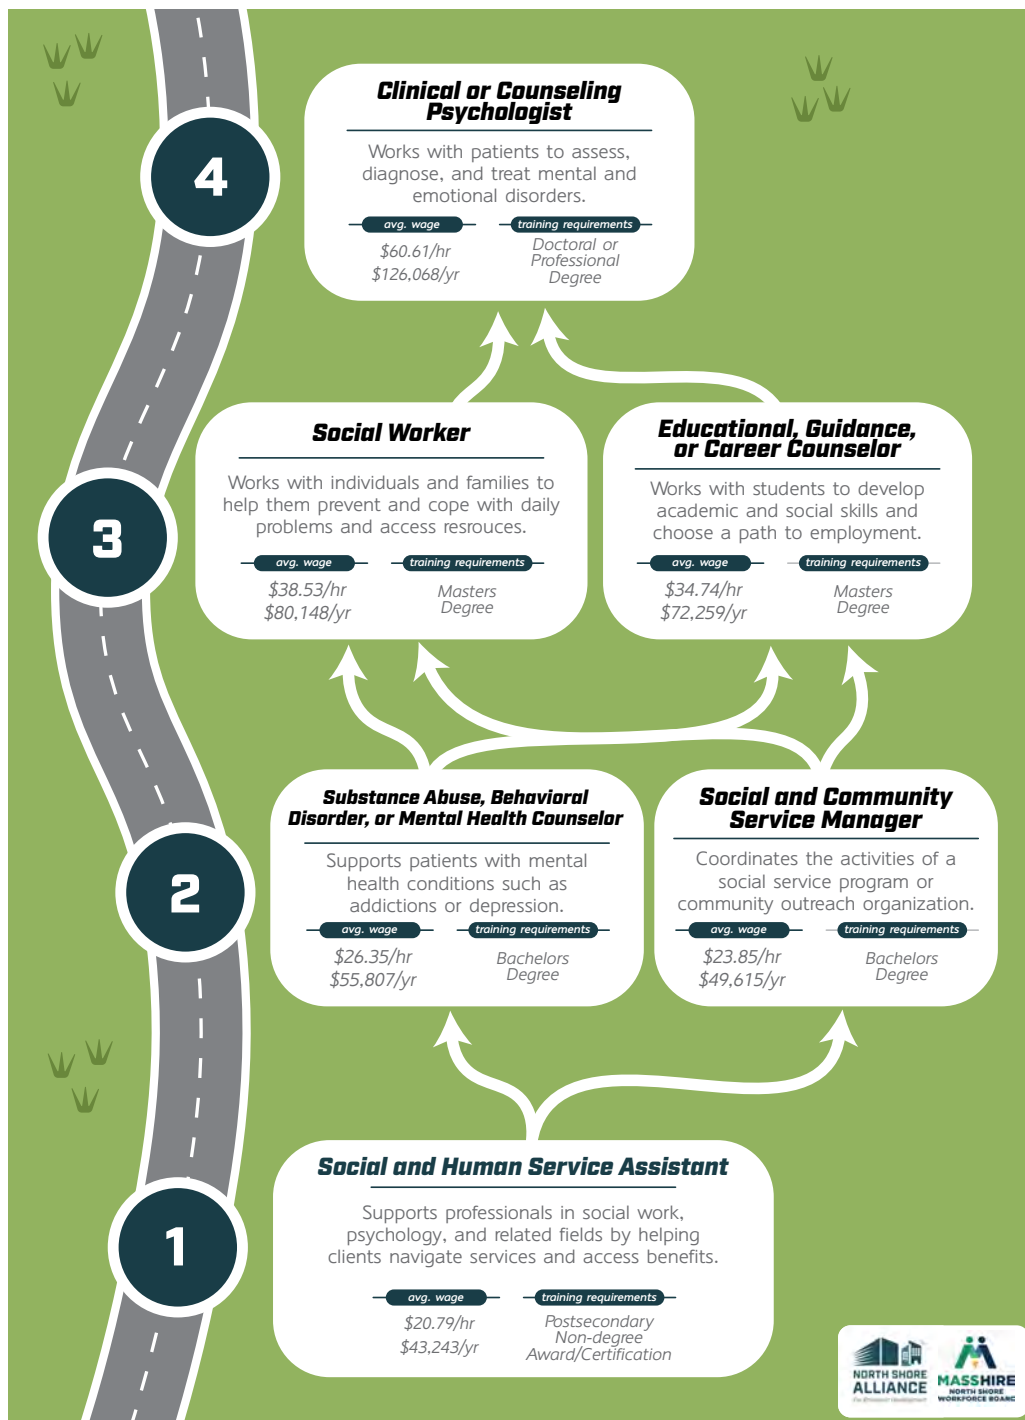 4
Clinical or Counseling
Psychologist
Works with patients to assess,
diagnose, and treat mental and
emotional disorders.
avg. wage
training requirements
$60.61/hr
$126,068/yr
Doctoral or
Professional
Degree
3
Social Worker
Works with individuals and families to
help them prevent and cope with daily
problems and access resrouces.
avg. wage
training requirements
$38.53/hr
$80,148/yr
Masters
Degree
Educational, Guidance,
or Career Counselor
Works with students to develop
academic and social skills and
choose a path to employment.
avg. wage
training requirements
$34.74/hr
$72,259/yr
Masters
Degree
2
Substance Abuse, Behavioral
Disorder, or Mental Health Counselor
Supports patients with mental
health conditions such as
addictions or depression.
avg. wage
training requirements
$26.35/hr
$55,807/yr
Bachelors
Degree
Social and Community
Service Manager
Coordinates the activities of a
social service program or
community outreach organization.
avg. wage
training requirements
$23.85/hr
$49,615/yr
Bachelors
Degree
1
Social and Human Service Assistant
Supports professionals in social work,
psychology, and related fields by helping
clients navigate services and access benefits.
avg. wage
training requirements
$20.79/hr
$43,243/yr
Postsecondary
Non-degree
Award/Certification
NORTH SHORE
ALLIANCE
MASSHIRE
NORTH SHORE
WORKFORCE BOARD